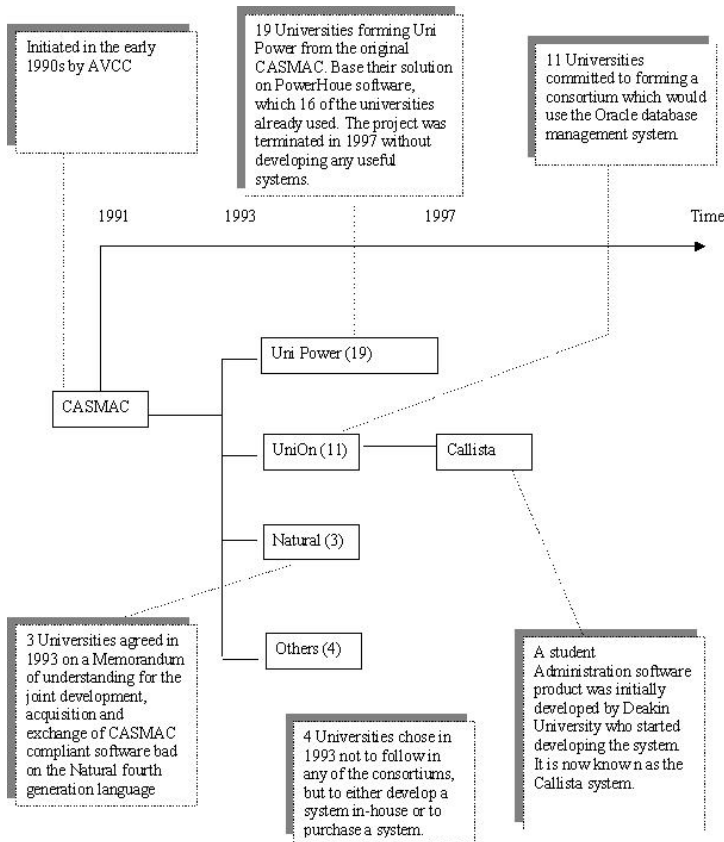 Initiated in the early
1990s by AVCC
19 Universities forming Uni
Power from the original
CASMAC. Base their solution
on PowerHoue software,
which 16 of the universities
already used. The project was
terminated in 1997 without
developing any useful
systems.
11 Universities
committed to forming a
consortium which would
use the Oracle database
management system.
1991
1993
1997
Time
Uni Power (19)
CASMAC
UniOn (11)
Callista
Natural (3)
Others (4)
3 Universities agreed in
1993 on a Memorandum
of understanding for the
joint development,
acquisition and
exchange of CASMAC
compliant software bad
on the Natural fourth
generation language
4 Universities chose in
1993 not to follow in
any of the consortiums,
but to either develop a
system in-house or to
purchase a system.
A student
Administration software
product was initially
developed by Deakin
University who started
developing the system
It is now known as the
Callista system.